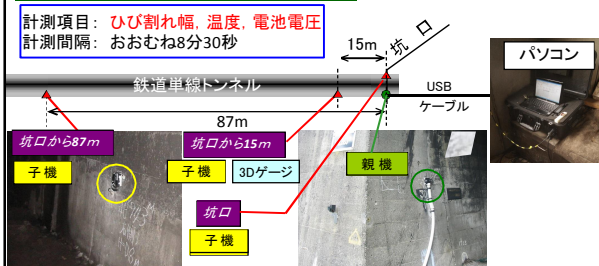 計測項目： ひび割れ幅, 温度, 電池電圧
計測間隔： おおむね8分30秒
15m
坑口
パソコン
鉄道単線トンネル
USB
ケーブル
87m
坑口から87m
子機
坑口から15m
子機
3Dゲージ
親機
坑口
子機